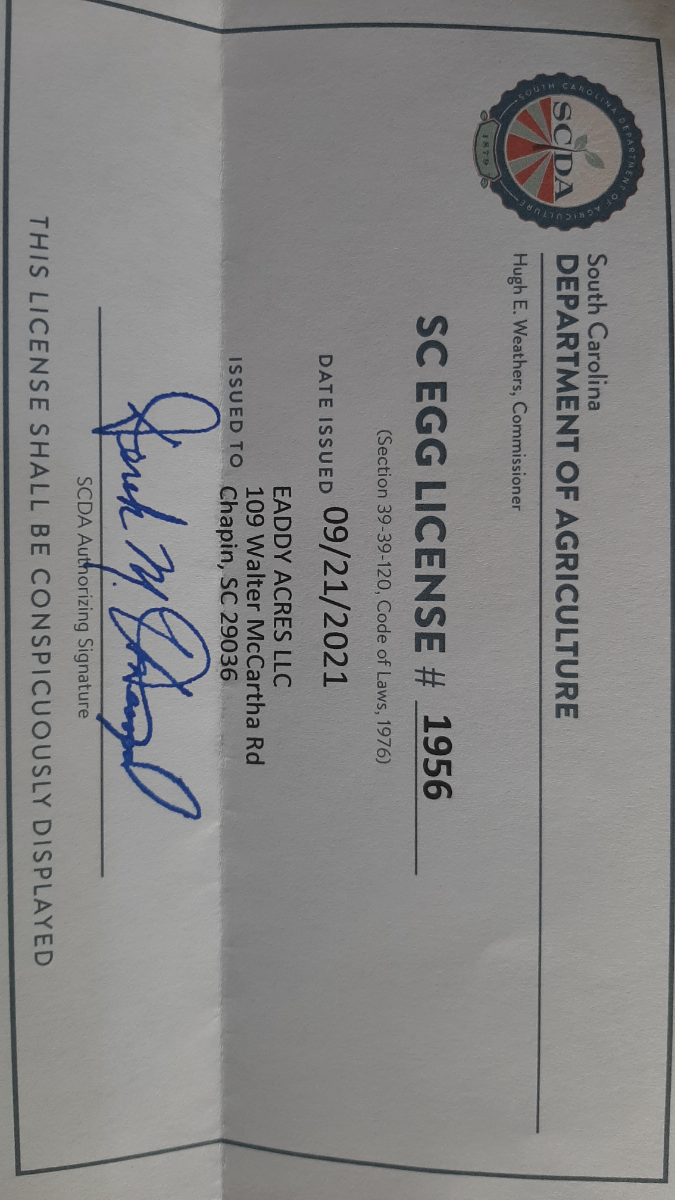 SOUTH CAROLINA DEPARTMENT OF AGRICULTURE
SCDA
1879
South Carolina
DEPARTMENT OF AGRICULTURE
Hugh E. Weathers, Commissioner
SC EGG LICENSE # 1956
(Section 39-39-120, Code of Laws, 1976)
DATE ISSUED 09/21/2021
EADDY ACRES LLC
109 Walter McCartha Rd
ISSUED TO Chapin, SC 29036
SCDA Authorizing Signature
THIS LICENSE SHALL BE CONSPICUOUSLY DISPLAYED